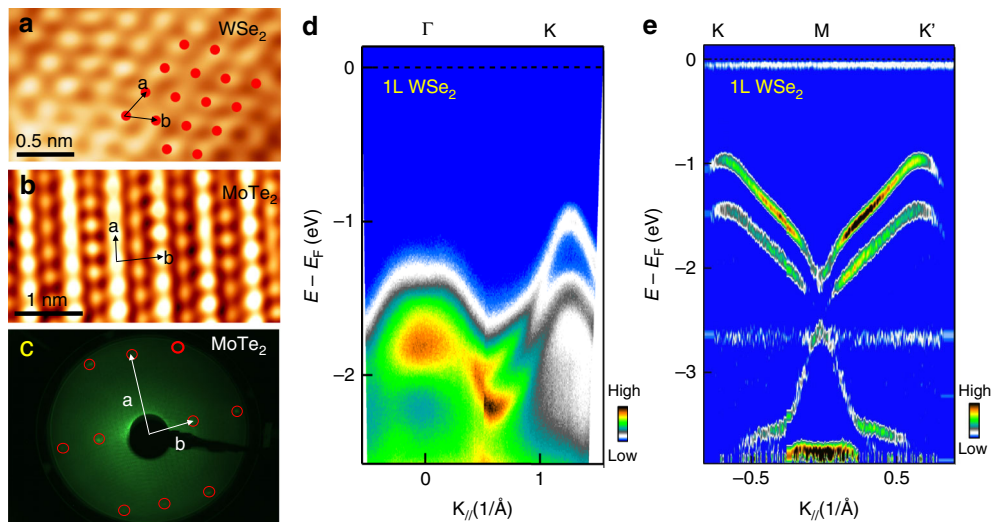 a
WSe2
a
b
0.5 nm
b
MoTe2
a
b
1 nm
c
MoTe2
a
b
d
Γ
K
1L WSe2
0
−1
−2
E − EF (eV)
0
1
K//(1/Å)
High
Low
e
K
M
K’
1L WSe2
0
−1
−2
−3
E − EF (eV)
−0.5
0.5
K//(1/Å)
High
Low